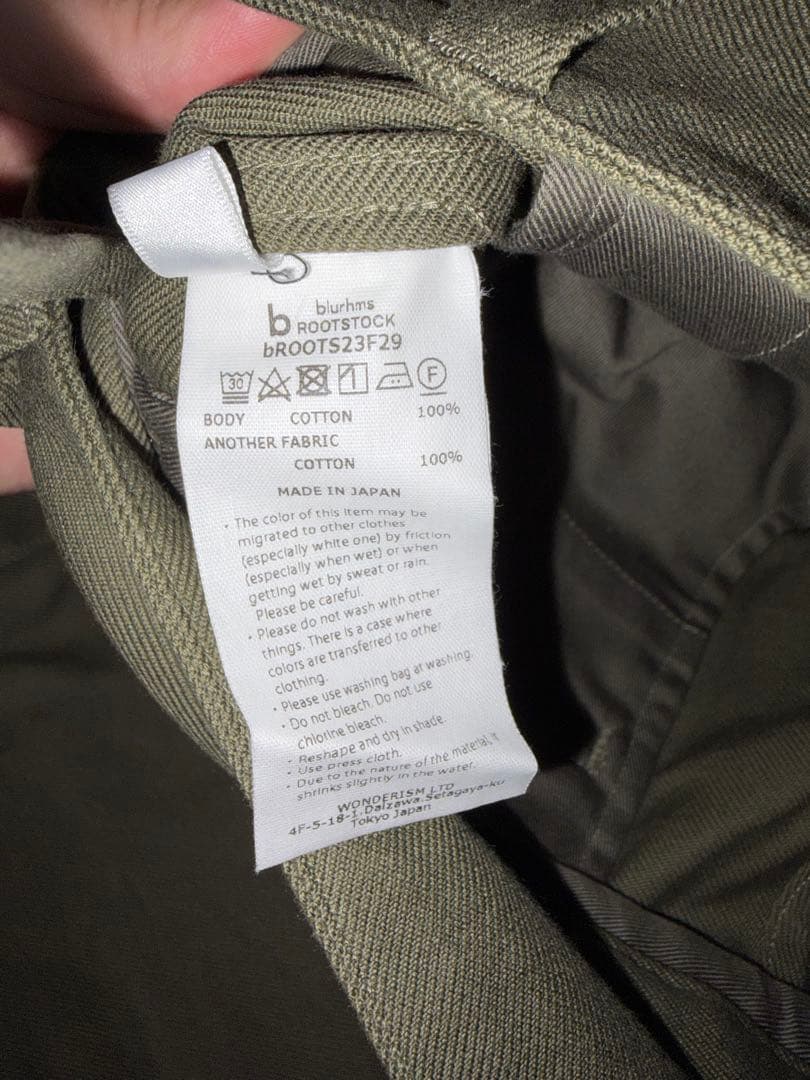 b blurhms
ROOTSTOCK
bROOTS23F29
30 F
BODY COTTON 100%
ANOTHER FABRIC
COTTON 100%
MADE IN JAPAN
・The color of this item may be
migrated to other clothes
(especially white one) by friction
(especially when wet) or when
getting wet by sweat or rain.
Please be careful.
・Please do not wash with other
things. There is a case where
colors are transferred to other
clothing.
・Please use washing bag at washing.
・Do not bleach. Do not use
chlorine bleach.
・Reshape and dry in shade.
・Use press cloth.
・Due to the nature of the material, it
shrinks slightly in the water.
WONDERISM LTD
4F-5-18-1, Daizawa, Setagaya-ku
Tokyo Japan